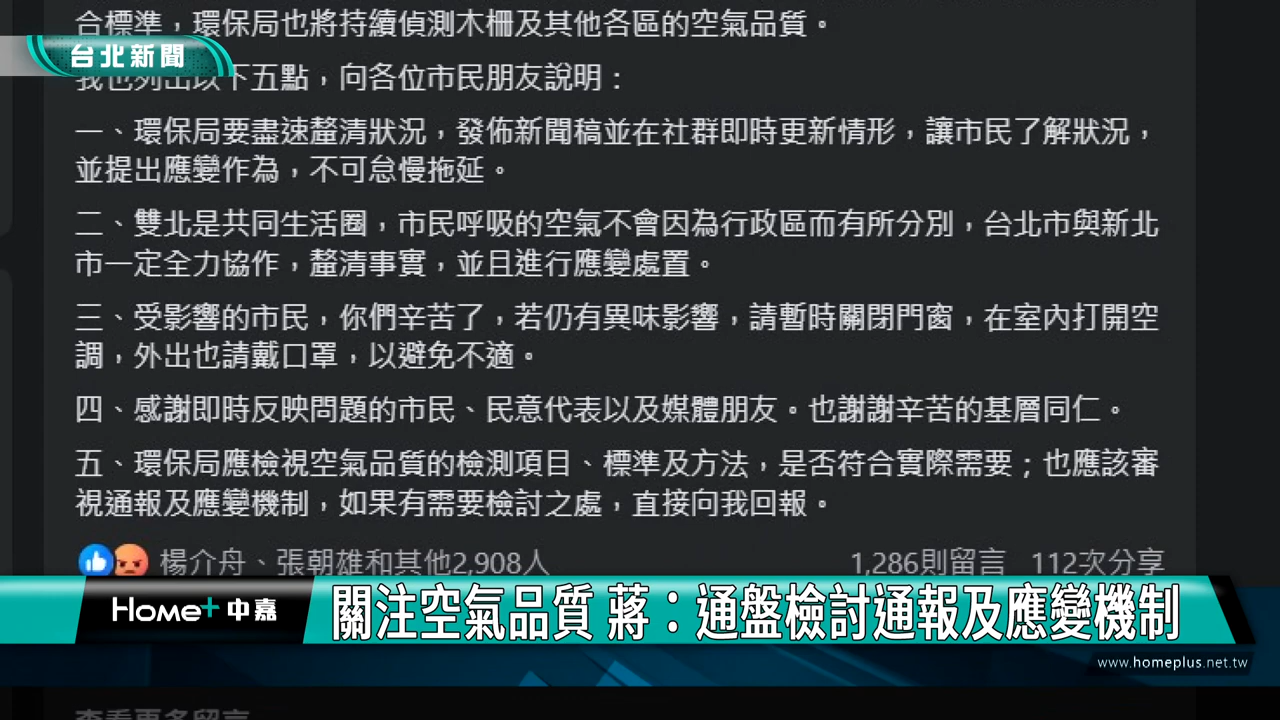 合標準，環保局也將持續偵測木柵及其他各區的空氣品質。
台北新聞
我也列出以下五點，向各位市民朋友說明：
一、環保局要盡速釐清狀況，發佈新聞稿並在社群即時更新情形，讓市民了解狀況，
並提出應變作為，不可怠慢拖延。
二、雙北是共同生活圈，市民呼吸的空氣不會因為行政區而有所分別，台北市與新北
市一定全力協作，釐清事實，並且進行應變處置。
三、受影響的市民，你們辛苦了，若仍有異味影響，請暫時關閉門窗，在室內打開空
調，外出也請戴口罩，以避免不適。
四、感謝即時反映問題的市民、民意代表以及媒體朋友。也謝謝辛苦的基層同仁。
五、環保局應檢視空氣品質的檢測項目、標準及方法，是否符合實際需要；也應該審
視通報及應變機制，如果有需要檢討之處，直接向我回報。
楊介舟、張朝雄和其他2,908人 1,286則留言 112次分享
Home+ 中嘉
關注空氣品質 蔣：通盤檢討通報及應變機制
www.homeplus.net.tw
查看更多留言